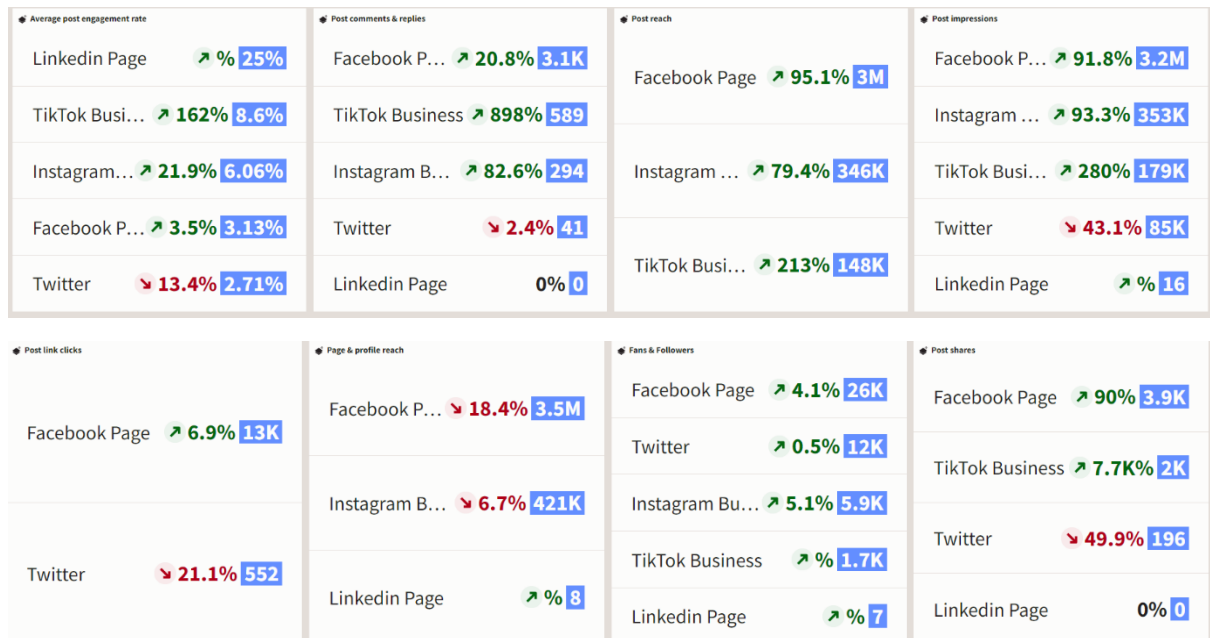 Average post engagement rate
Linkedin Page % 25%
TikTok Busi... 162% 8.6%
Instagram... 21.9% 6.06%
Facebook P... 3.5% 3.13%
Twitter 13.4% 2.71%
Post comments & replies
Facebook P... 20.8% 3.1K
TikTok Business 898% 589
Instagram B... 82.6% 294
Twitter 2.4% 41
Linkedin Page 0% 0
Post reach
Facebook Page 95.1% 3M
Instagram ... 79.4% 346K
TikTok Busi... 213% 148K
Post impressions
Facebook P... 91.8% 3.2M
Instagram ... 93.3% 353K
TikTok Busi... 280% 179K
Twitter 43.1% 85K
Linkedin Page % 16
Post link clicks
Facebook Page 6.9% 13K
Twitter 21.1% 552
Page & profile reach
Facebook P... 18.4% 3.5M
Instagram B... 6.7% 421K
Linkedin Page % 8
Fans & Followers
Facebook Page 4.1% 26K
Twitter 0.5% 12K
Instagram Bu... 5.1% 5.9K
TikTok Business % 1.7K
Linkedin Page % 7
Post shares
Facebook Page 90% 3.9K
TikTok Business 7.7K% 2K
Twitter 49.9% 196
Linkedin Page 0% 0